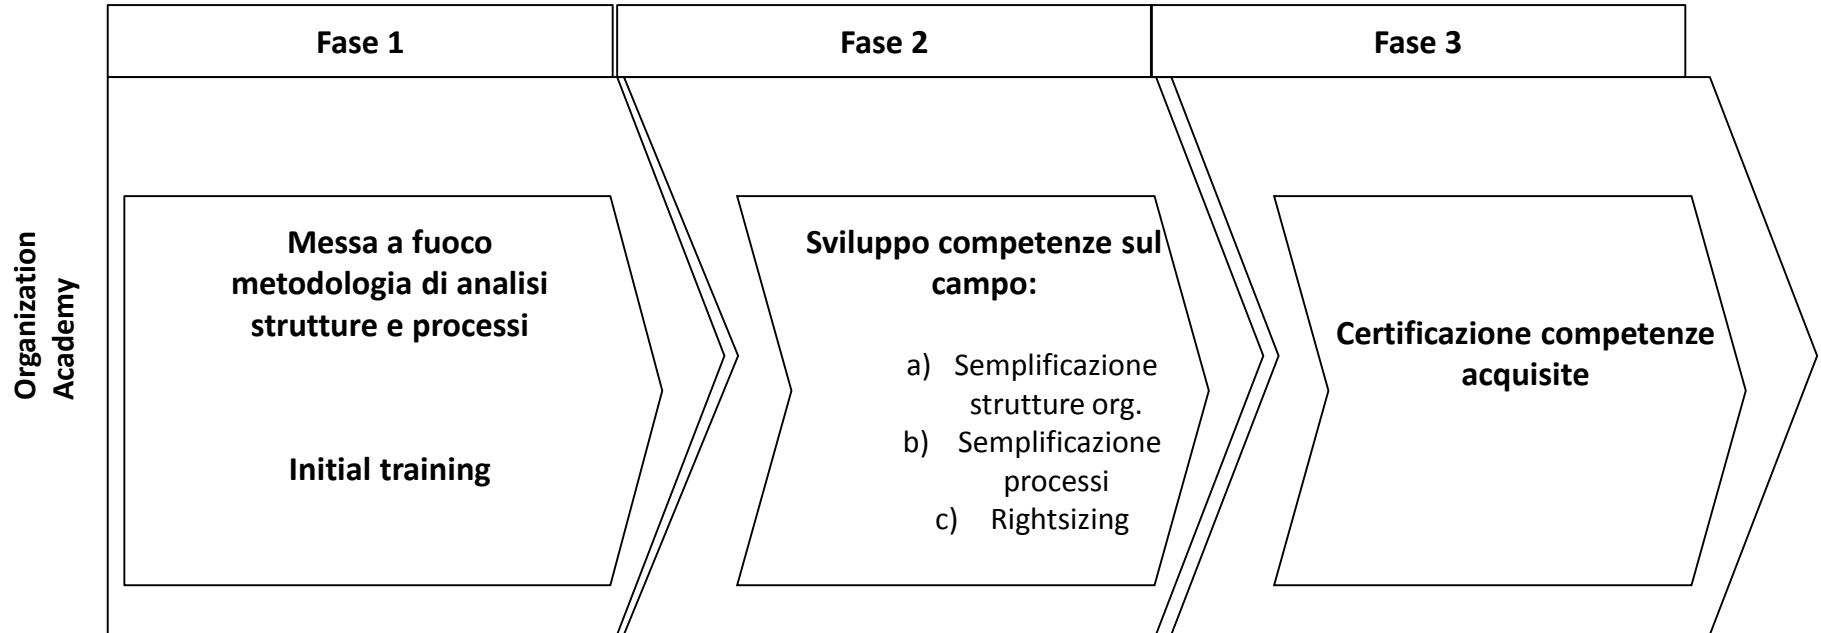 Fase 1
Fase 2
Fase 3
Organization
Academy
Messa a fuoco
metodologia di analisi
strutture e processi
Initial training
Sviluppo competenze sul
campo:
a) Semplificazione
strutture org.
b) Semplificazione
processi
c) Rightsizing
Certificazione competenze
acquisite